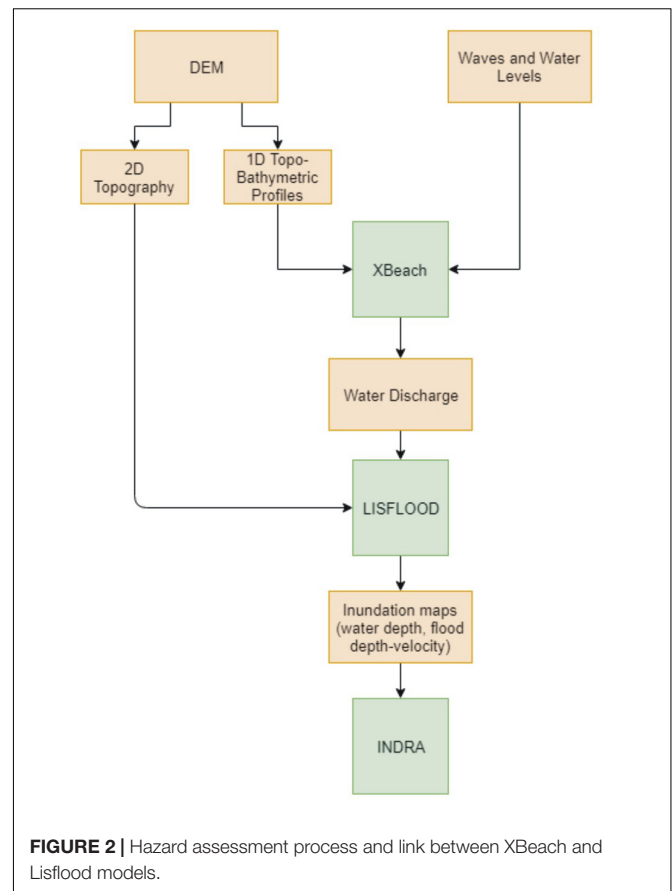 DEM
Waves and Water
Levels
2D
Topography
1D Topo-
Bathymetric
Profiles
XBeach
Water Discharge
LISFLOOD
Inundation maps
(water depth, flood
depth-velocity)
INDRA
FIGURE 2 | Hazard assessment process and link between XBeach and
Lisflood models.